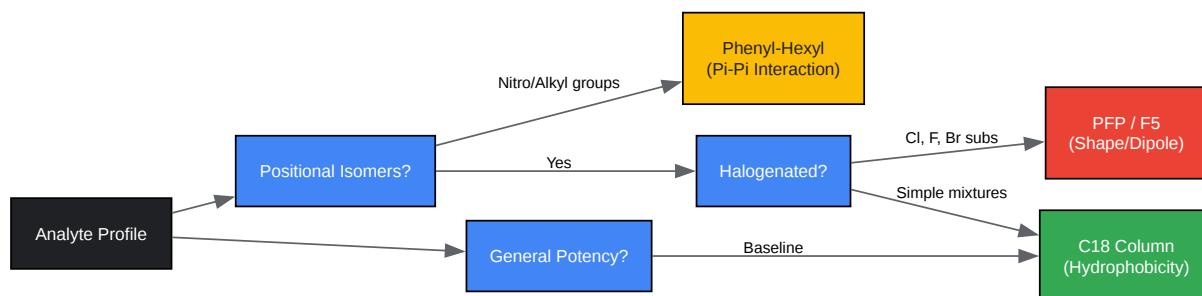 Phenyl-Hexyl
(Pi-Pi Interaction)
Nitro/Alkyl groups
PFP / F5
(Shape/Dipole)
Cl, F, Br subs
Positional Isomers?
Yes
Halogenated?
Simple mixtures
Analyte Profile
General Potency?
Baseline
C18 Column
(Hydrophobicity)